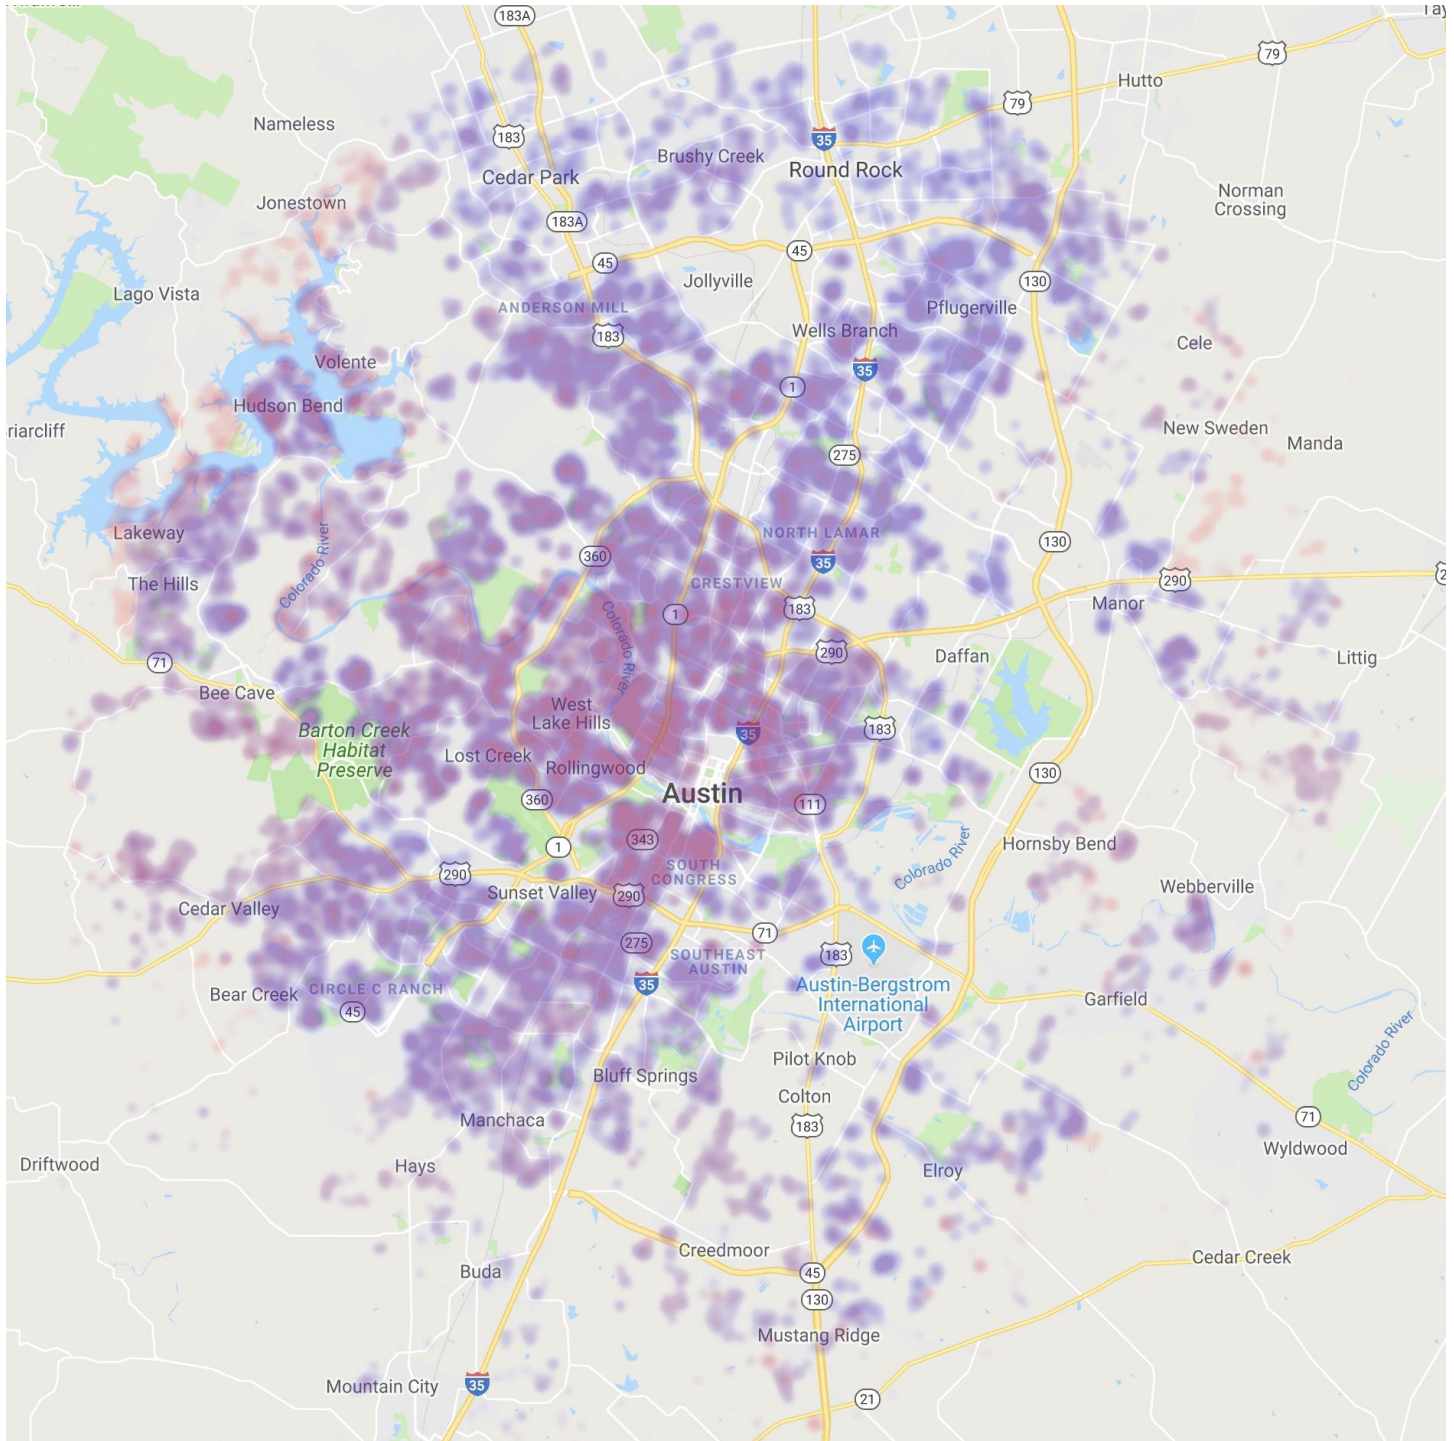 183A
79
Hutto
79
Nameless
183
35
Brushy Creek
Round Rock
Cedar Park
Jonestown
Norman
Crossing
183A
45
45
Jollyville
130
Lago Vista
ANDERSON MILL
Pflugerville
183
Wells Branch
Cele
Volente
35
1
Hudson Bend
New Sweden
Manda
riarcliff
275
Lakeway
NORTH LAMAR
130
360
35
Colorado River
The Hills
CRESTVIEW
290
Manor
183
1
Colorado River
290
Daffan
Littig
71
Bee Cave
West
Lake Hills
Barton Creek
Habitat
Preserve
183
35
Lost Creek
Rollingwood
130
Austin
360
111
343
1
Hornsby Bend
Colorado River
SOUTH
CONGRESS
290
Sunset Valley
290
Webberville
Cedar Valley
71
275
183
SOUTHEAST
AUSTIN
35
Austin-Bergstrom
International
Airport
Bear Creek
CIRCLE C RANCH
45
Garfield
Colorado River
Pilot Knob
Bluff Springs
Colton
Manchaca
183
71
Wyldwood
Driftwood
Hays
Elroy
Creedmoor
Cedar Creek
Buda
45
130
Mustang Ridge
Mountain City
35
21